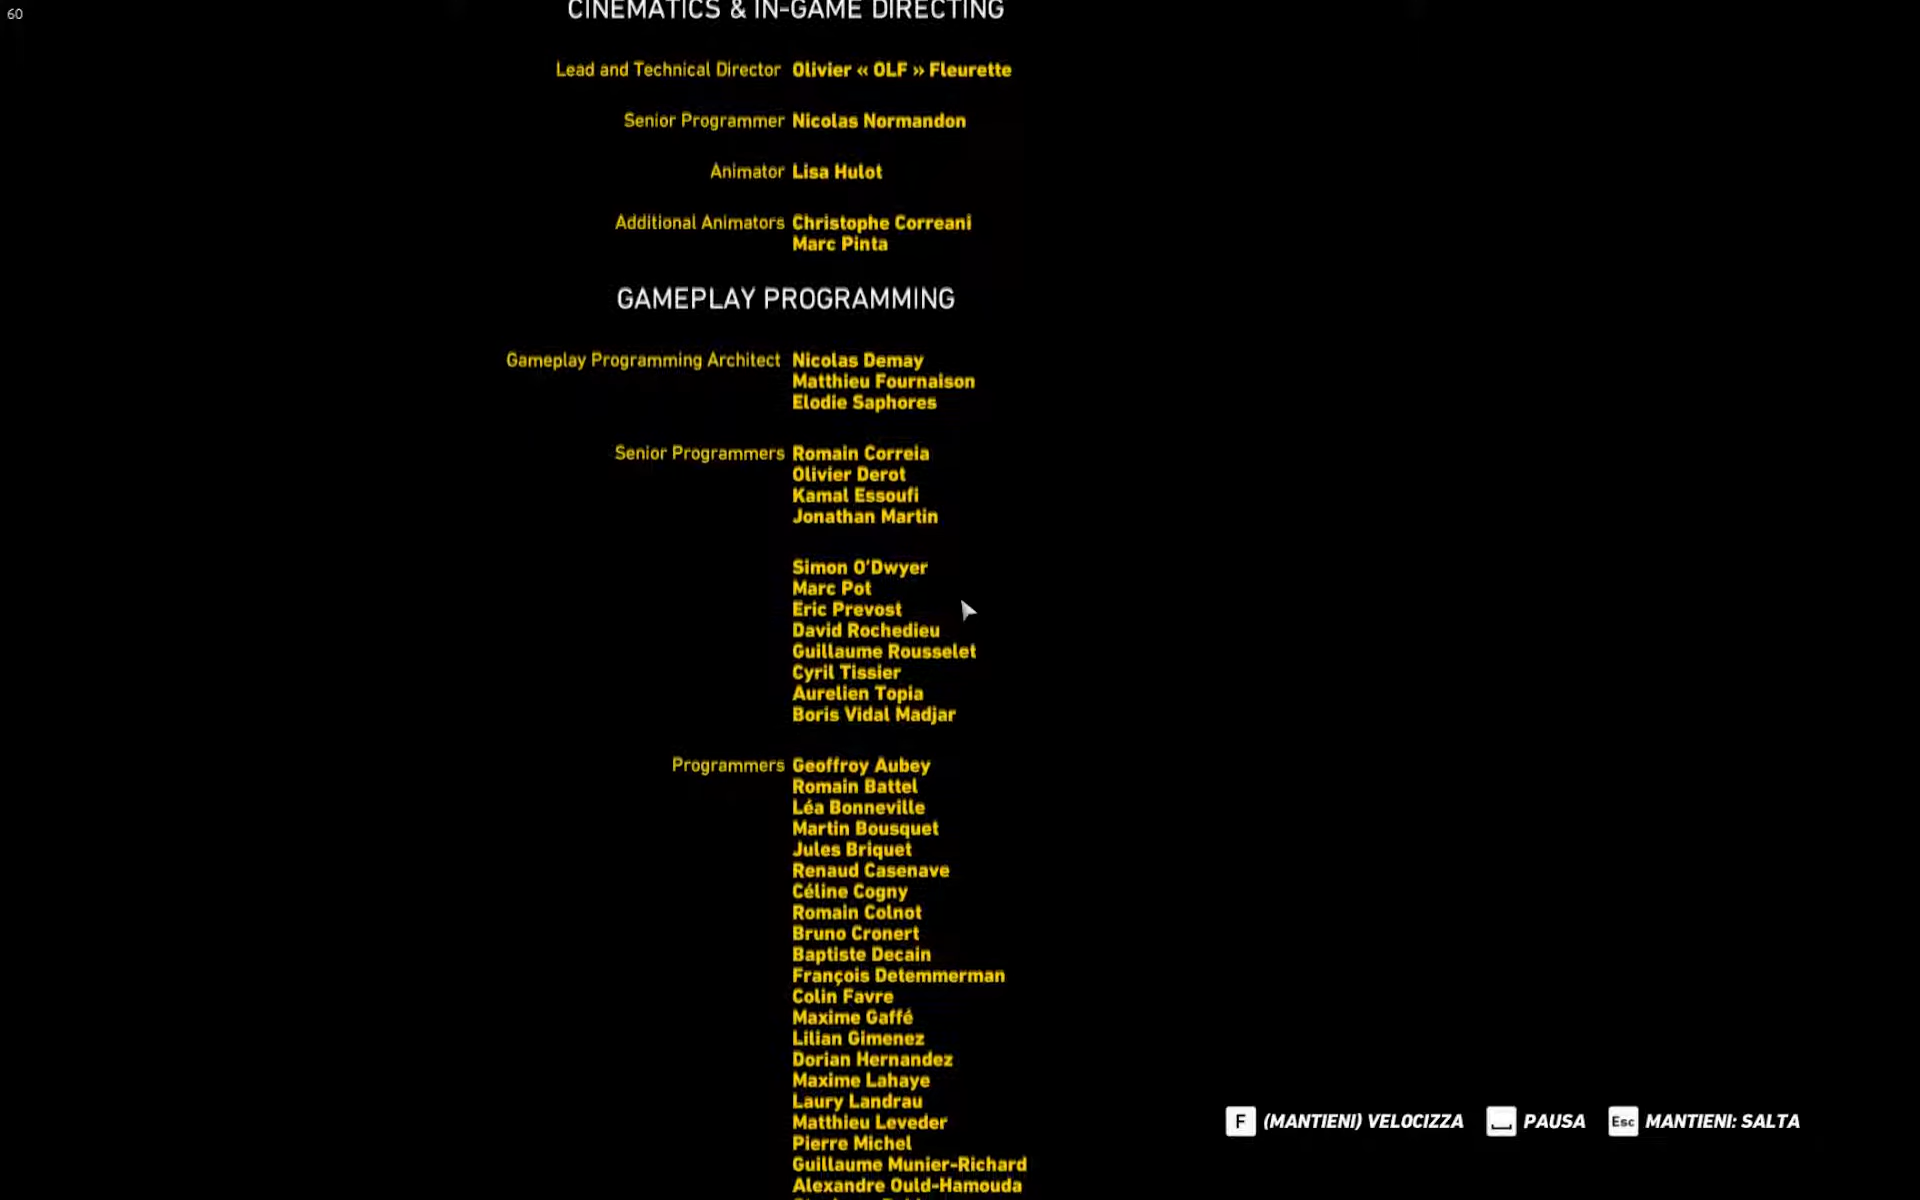 60
CINEMATICS & IN-GAME DIRECTING
Lead and Technical Director Olivier « OLF » Fleurette
Senior Programmer Nicolas Normandon
Animator Lisa Hulot
Additional Animators Christophe Correani
Marc Pinta
GAMEPLAY PROGRAMMING
Gameplay Programming Architect Nicolas Demay
Matthieu Fournaison
Elodie Saphores
Senior Programmers Romain Correia
Olivier Derot
Kamal Essoufi
Jonathan Martin
Simon O'Dwyer
Marc Pot
Eric Prevost
David Rochedieu
Guillaume Rousselet
Cyril Tissier
Aurelien Topia
Boris Vidal Madjar
Programmers Geoffroy Aubey
Romain Battel
Léa Bonneville
Martin Bousquet
Jules Briquet
Renaud Casenave
Céline Cogny
Romain Colnot
Bruno Cronert
Baptiste Decain
François Detemmerman
Colin Favre
Maxime Gaffé
Lilian Gimenez
Dorian Hernandez
Maxime Lahaye
Laury Landrau
Matthieu Leveder
Pierre Michel
Guillaume Munier-Richard
Alexandre Ould-Hamouda
F (MANTIENI) VELOCIZZA PAUSA Esc MANTIENI: SALTA